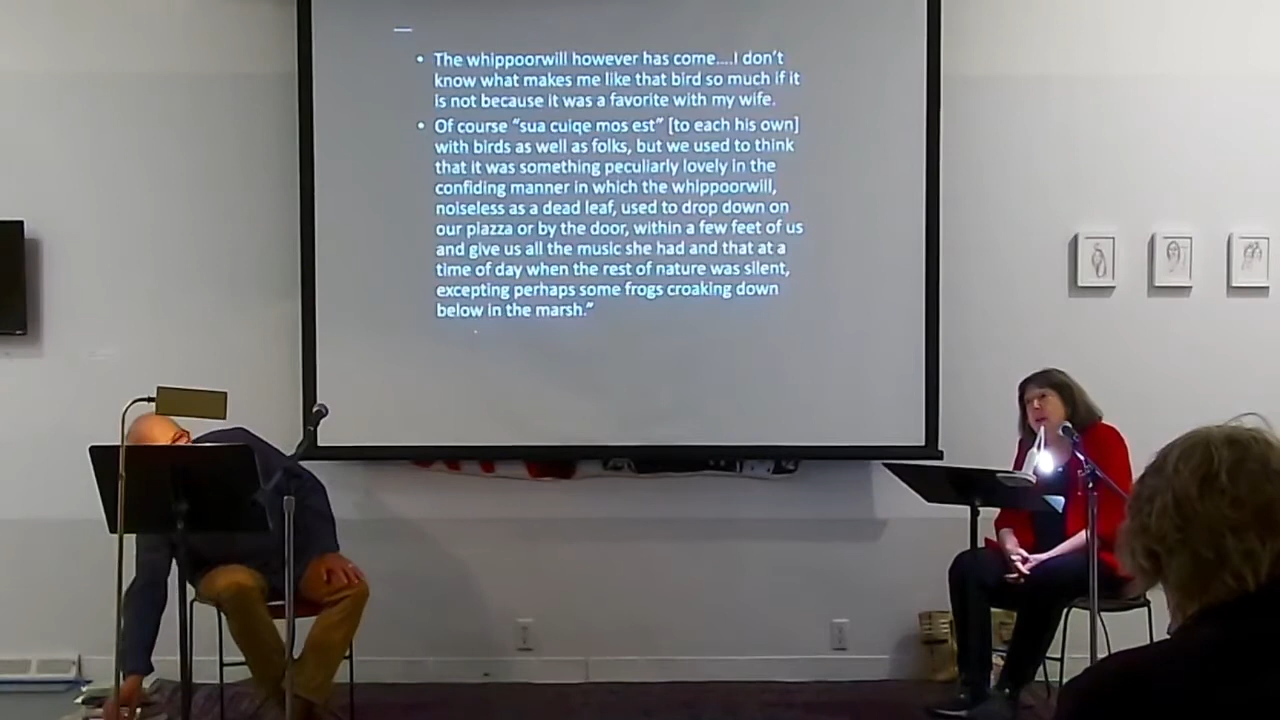 • The whippoorwill however has come....I don't
know what makes me like that bird so much if it
is not because it was a favorite with my wife.
• Of course "sua cuiqe mos est" [to each his own]
with birds as well as folks, but we used to think
that it was something peculiarly lovely in the
confiding manner in which the whippoorwill,
noiseless as a dead leaf, used to drop down on
our piazza or by the door, within a few feet of us
and give us all the music she had and that at a
time of day when the rest of nature was silent,
excepting perhaps some frogs croaking down
below in the marsh."